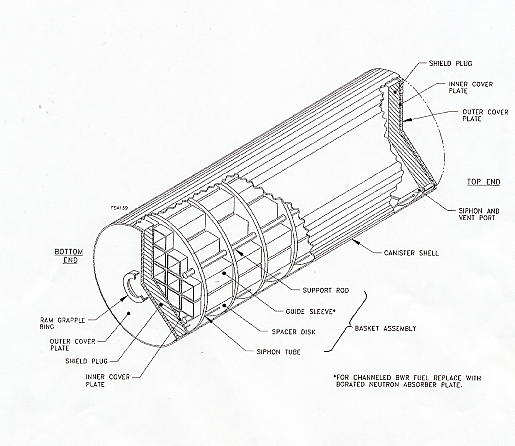 SHIELD PLUG
INNER COVER
PLATE
OUTER COVER
PLATE
TOP END
SIPHON AND
VENT PORT
CANISTER SHELL
BOTTOM
END
SUPPORT ROD
RAM GRAPPLE
RING
GUIDE SLEEVE*
OUTER COVER
PLATE
SPACER DISK
BASKET ASSEMBLY
SHIELD PLUG
SIPHON TUBE
INNER COVER
PLATE
*FOR CHANNELED BWR FUEL REPLACE WITH
BORATED NEUTRON ABSORBER PLATE.